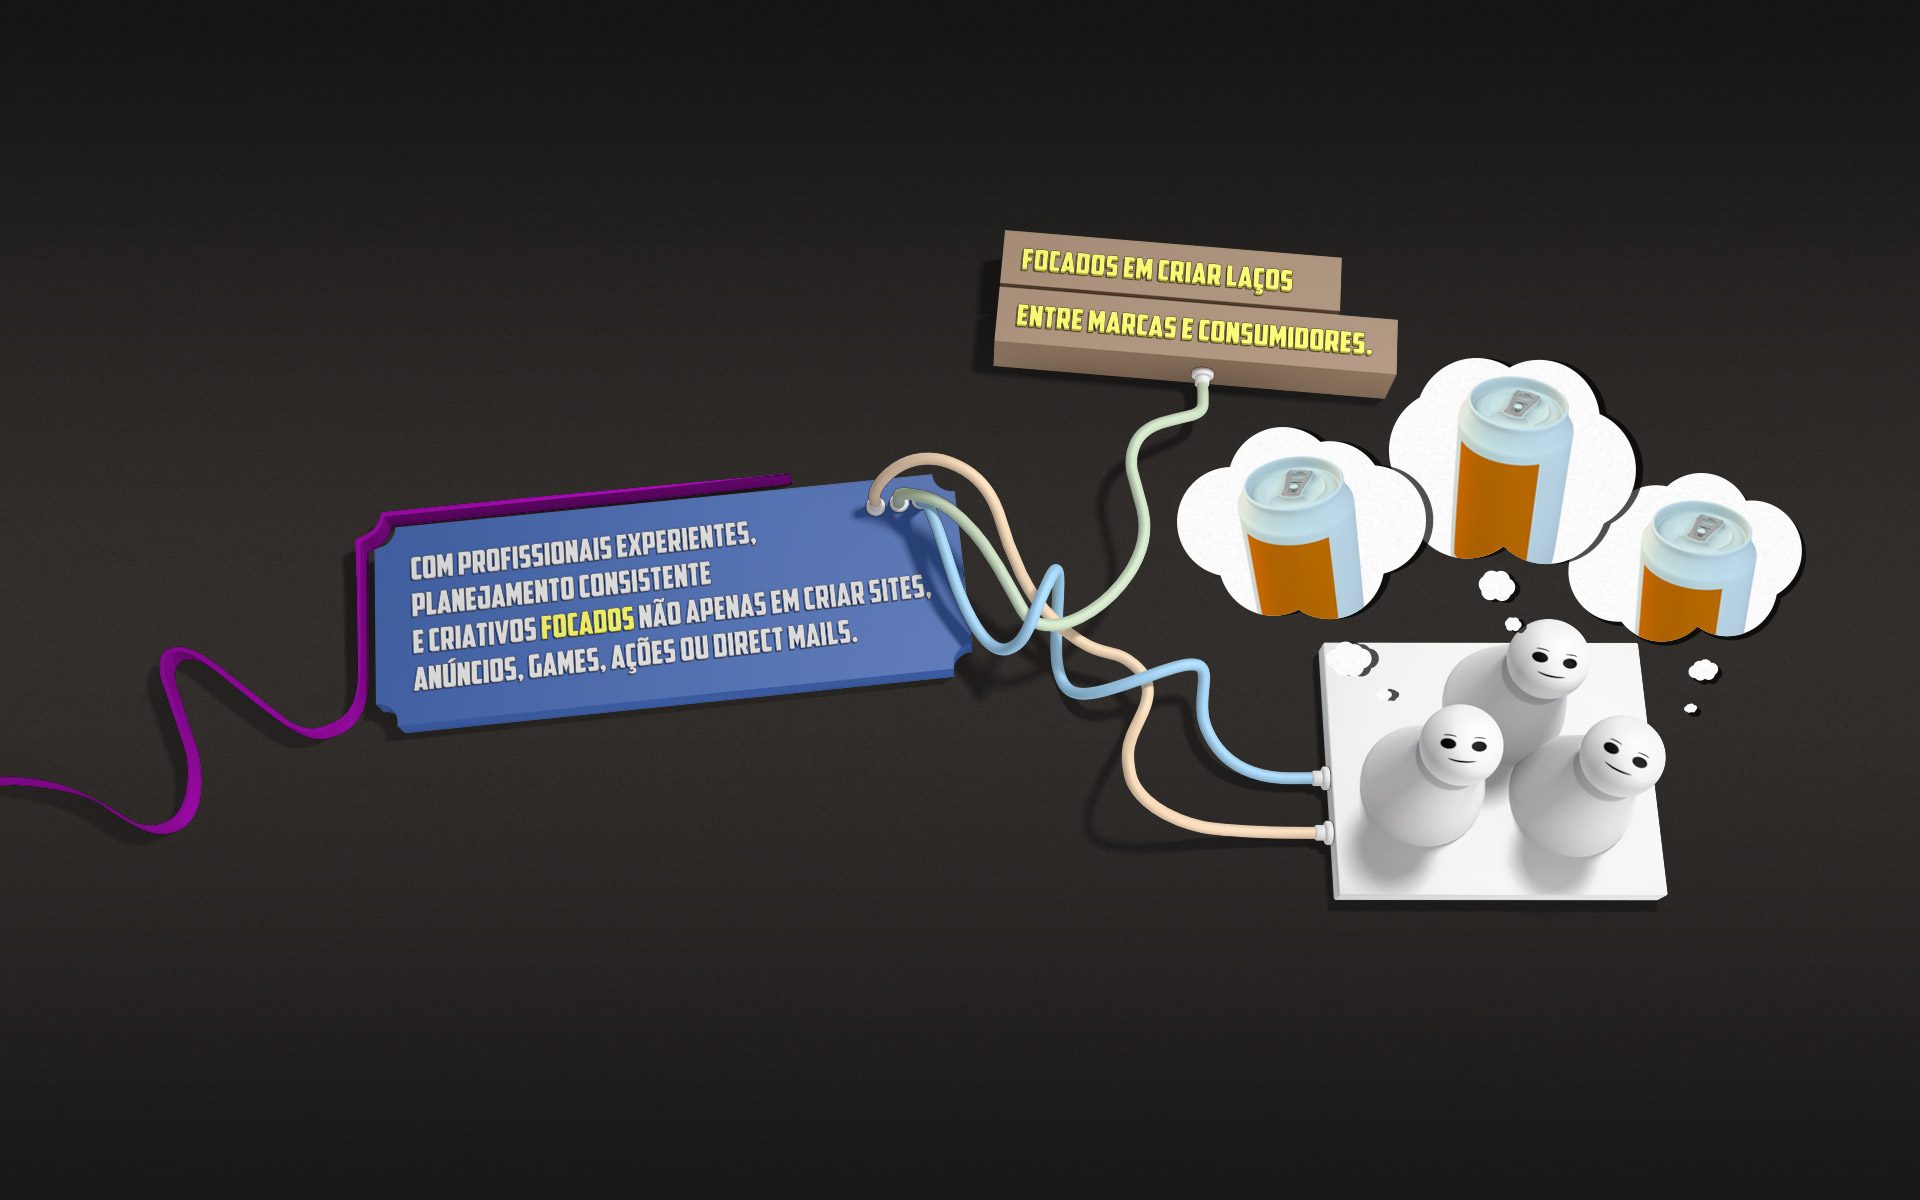 COM PROFISSIONAIS EXPERIENTES,
PLANEJAMENTO CONSISTENTE
E CRIATIVOS FOCADOS NÃO APENAS EM CRIAR SITES,
ANÚNCIOS, GAMES, AÇÕES OU DIRECT MAILS.
FOCADOS EM CRIAR LAÇOS
ENTRE MARCAS E CONSUMIDORES.